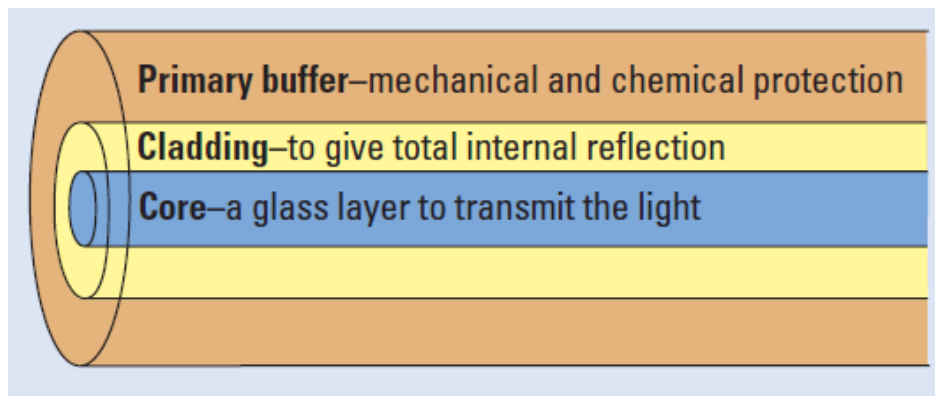 Primary buffer–mechanical and chemical protection
Cladding–to give total internal reflection
Core–a glass layer to transmit the light